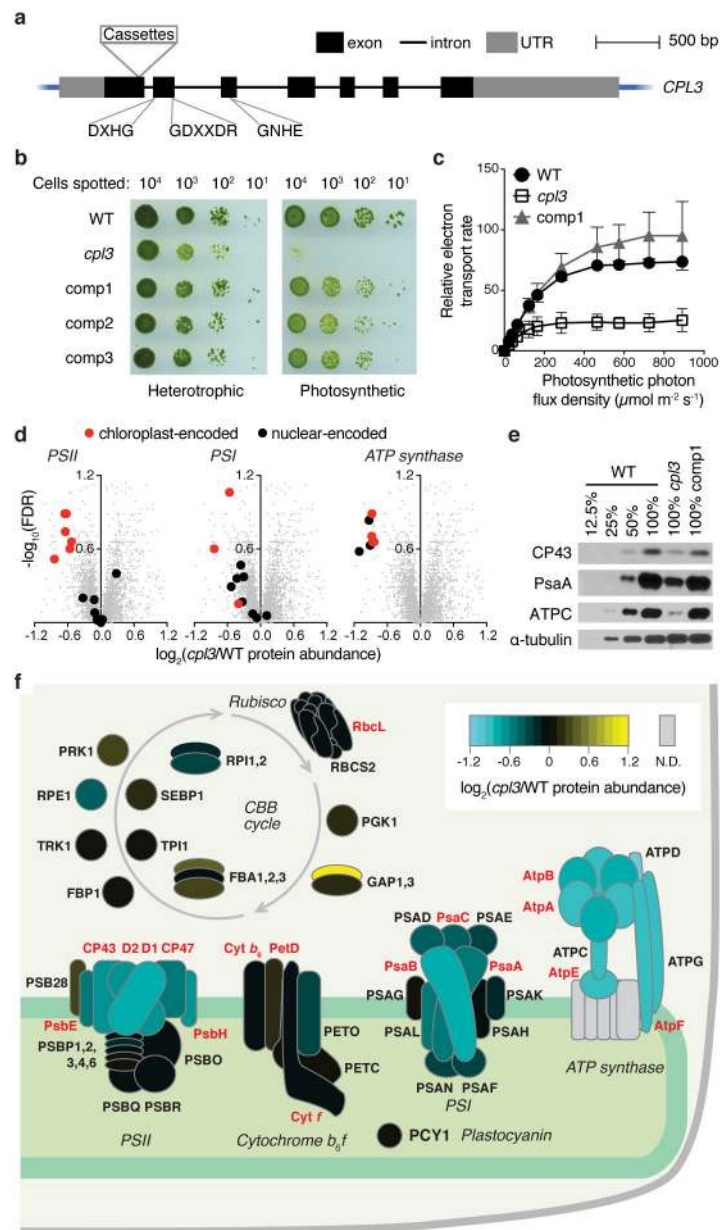 a
Cassettes
exon
intron
UTR
500 bp
CPL3
DXHG
GDXXDR
GNHE
b
Cells spotted: 10⁴ 10³ 10² 10¹ 10⁴ 10³ 10² 10¹
WT
cpl3
comp1
comp2
comp3
Heterotrophic
Photosynthetic
c
150
100
50
0
Relative electron
transport rate
WT
cpl3
comp1
0 200 400 600 800 1000
Photosynthetic photon
flux density (µmol m⁻² s⁻¹)
d
chloroplast-encoded
nuclear-encoded
PSII
PSI
ATP synthase
-log₁₀(FDR)
1.2
0.6
1.2
0.6
1.2
0.6
-1.2 -0.6 0.0 0.6 1.2
-1.2 -0.6 0.0 0.6 1.2
-1.2 -0.6 0.0 0.6 1.2
log₂(cpl3/WT protein abundance)
e
WT
12.5%
25%
50%
100%
100% cpl3
100% comp1
CP43
PsaA
ATPC
α-tubulin
f
Rubisco
RbcL
RBCS2
PRK1
RPI1,2
RPE1
SEBP1
CBB
cycle
PGK1
TRK1
TPI1
FBP1
FBA1,2,3
GAP1,3
-1.2 -0.6 0 0.6 1.2
N.D.
log₂(cpl3/WT protein abundance)
CP43 D2 D1 CP47
PSB28
PsbE
PsbH
PSBP1,2,
3,4,6
PSBO
PSBQ PSBR
PSII
Cyt b₆ PetD
PETO
PETC
Cyt f
Cytochrome b₆f
PSAD PsaC PSAE
PsaB
PsaA
PSAG
PSAK
PSAL
PSAH
PSAN PSAF
PSI
PCY1 Plastocyanin
ATPD
AtpB
AtpA
ATPC
AtpE
ATPG
AtpF
ATP synthase